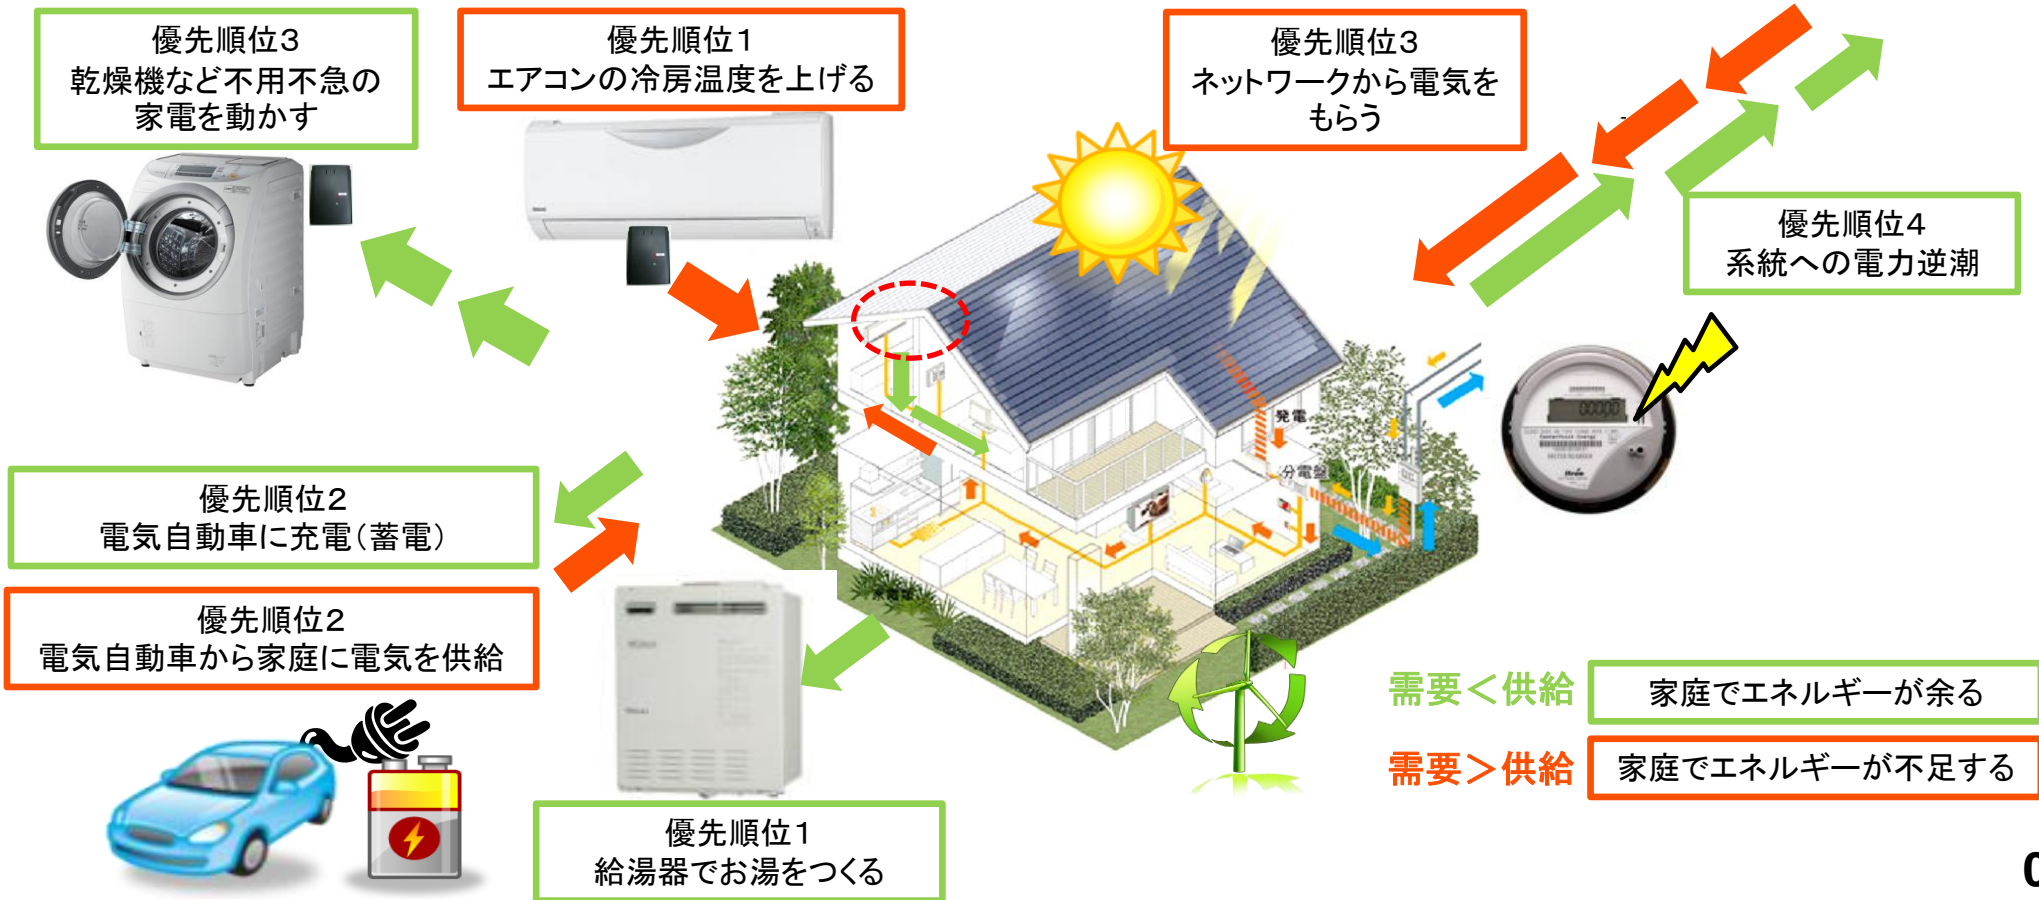 優先順位3
乾燥機など不用不急の
家電を動かす
優先順位1
エアコンの冷房温度を上げる
優先順位3
ネットワークから電気を
もらう
優先順位4
系統への電力逆潮
発電
分電盤
優先順位2
電気自動車に充電(蓄電)
優先順位2
電気自動車から家庭に電気を供給
優先順位1
給湯器でお湯をつくる
需要<供給
家庭でエネルギーが余る
需要>供給
家庭でエネルギーが不足する
00000
CenterPoint Energy
Itron
0